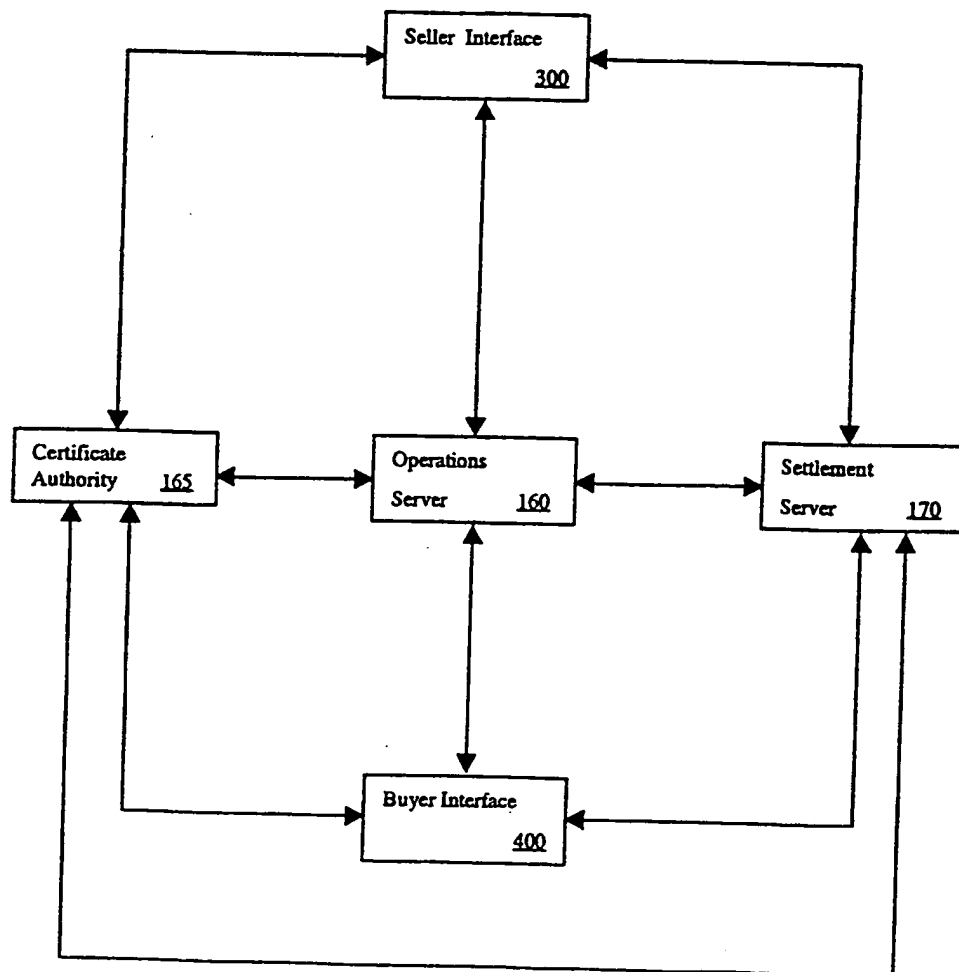 Seller Interface
300
Certificate
Authority 165
Operations
Server 160
Settlement
Server 170
Buyer Interface
400